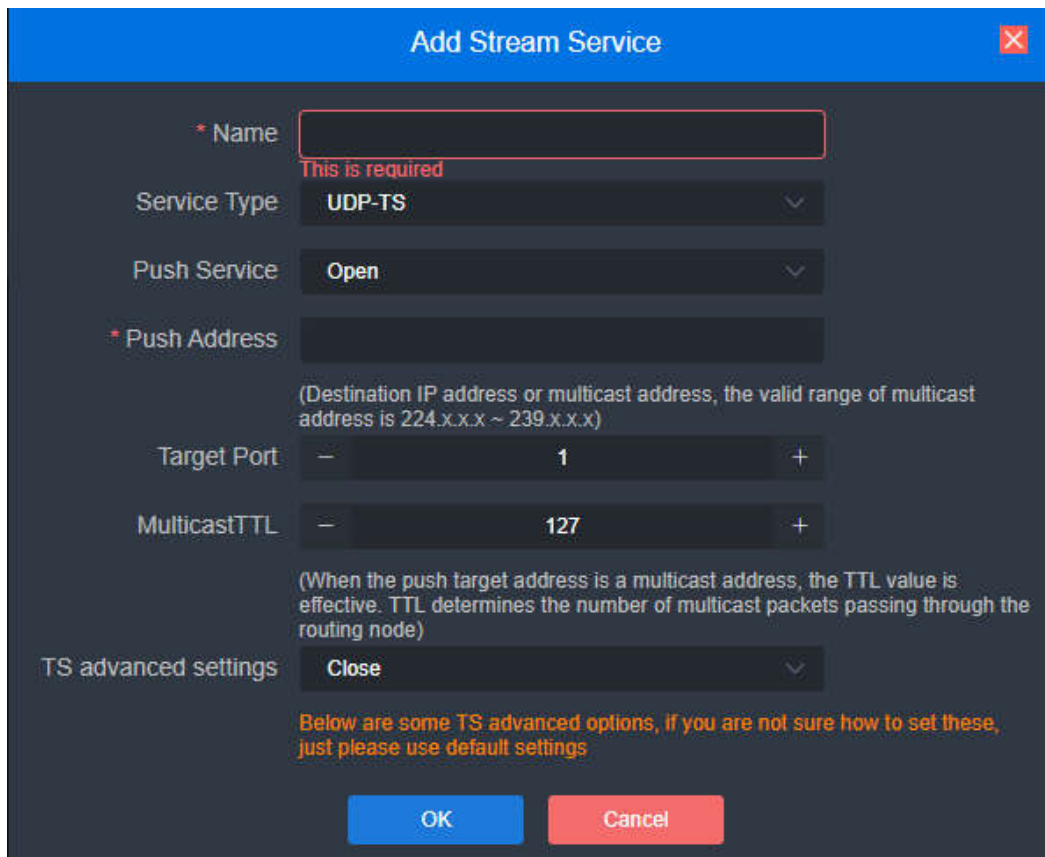 Add Stream Service
* Name
This is required
Service Type UDP-TS
Push Service Open
* Push Address
(Destination IP address or multicast address, the valid range of multicast
address is 224.x.x.x ~ 239.x.x.x)
Target Port − 1 +
MulticastTTL − 127 +
(When the push target address is a multicast address, the TTL value is
effective. TTL determines the number of multicast packets passing through the
routing node)
TS advanced settings Close
Below are some TS advanced options, if you are not sure how to set these,
just please use default settings
OK Cancel